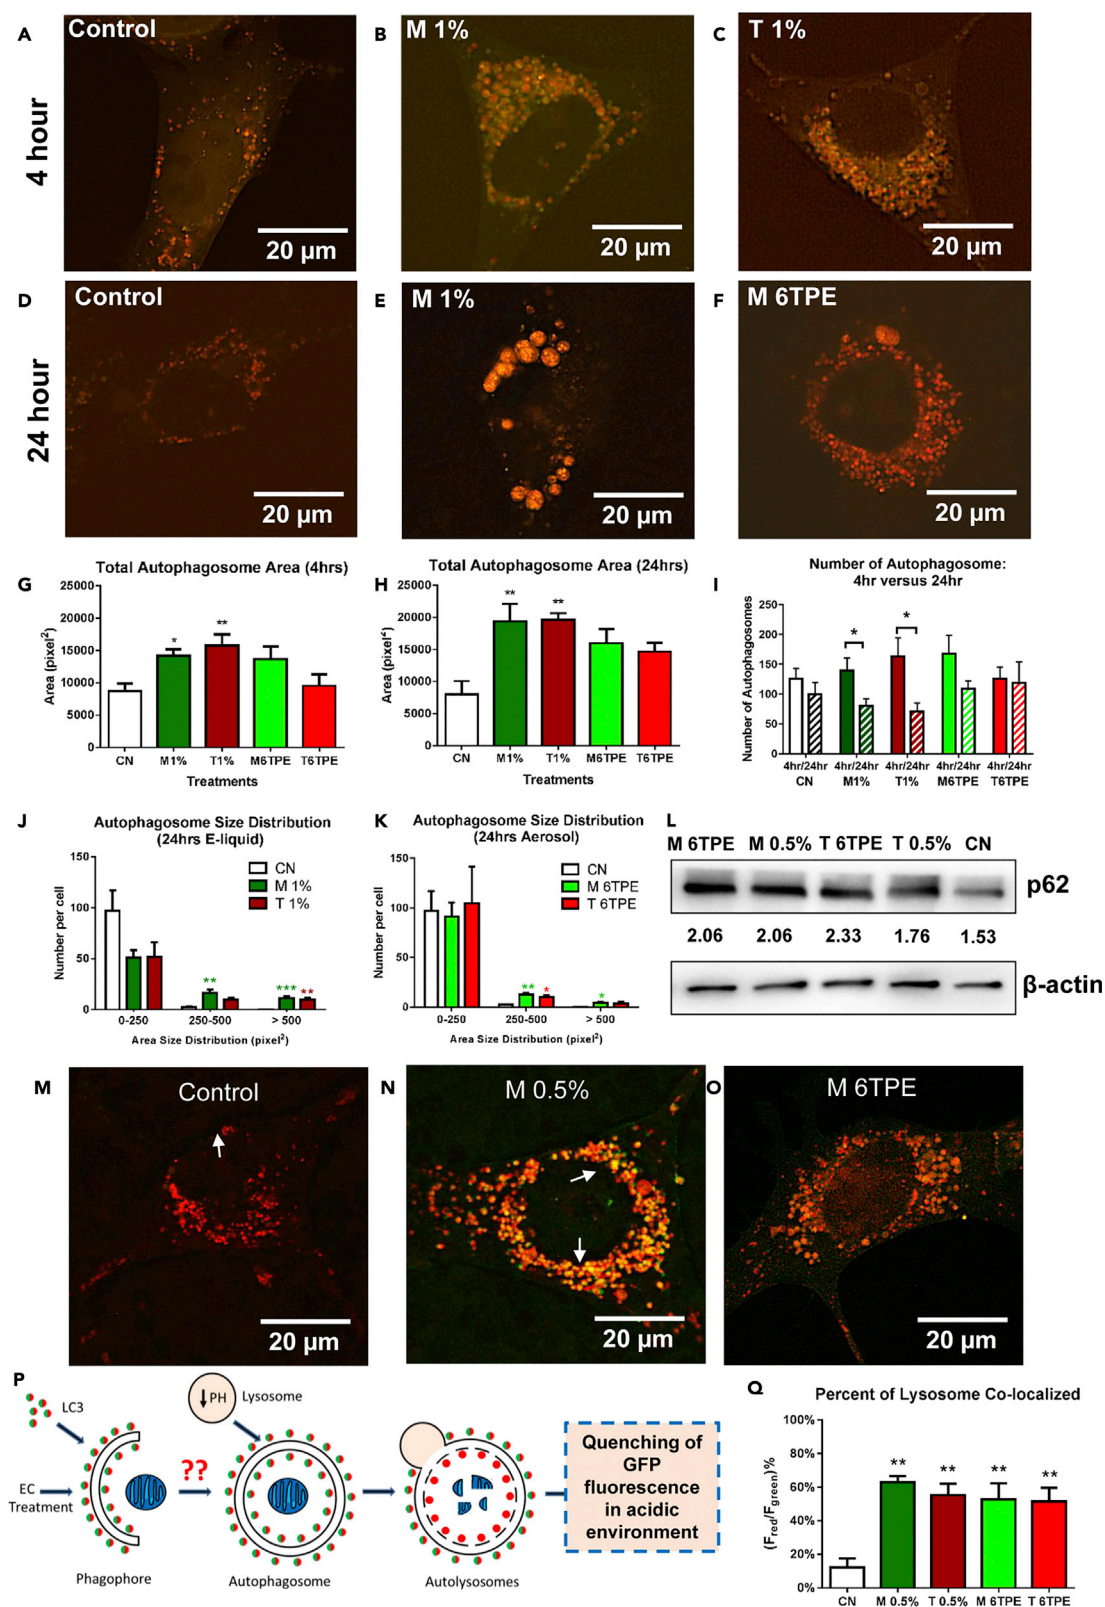 A
Control
B
M 1%
C
T 1%
4 hour
20 μm
20 μm
20 μm
D
Control
E
M 1%
F
M 6TPE
24 hour
20 μm
20 μm
20 μm
G
Total Autophagosome Area (4hrs)
Area (pixel²)
25000
20000
15000
10000
5000
0
*
**
CN
M1%
T1%
M6TPE
T6TPE
Treatments
H
Total Autophagosome Area (24hrs)
Area (pixel²)
25000
20000
15000
10000
5000
0
**
**
CN
M1%
T1%
M6TPE
T6TPE
Treatments
I
Number of Autophagosome:
4hr versus 24hr
Number of Autophagosomes
250
200
150
100
50
0
*
*
4hr/24hr 4hr/24hr 4hr/24hr 4hr/24hr 4hr/24hr
CN
M1%
T1%
M6TPE
T6TPE
J
Autophagosome Size Distribution
(24hrs E-liquid)
Number per cell
150
100
50
0
CN
M 1%
T 1%
**
***
**
0-250
250-500
> 500
Area Size Distribution (pixel²)
K
Autophagosome Size Distribution
(24hrs Aerosol)
Number per cell
150
100
50
0
CN
M 6TPE
T 6TPE
**
*
*
0-250
250-500
> 500
Area Size Distribution (pixel²)
L
M 6TPE M 0.5% T 6TPE T 0.5% CN
p62
2.06 2.06 2.33 1.76 1.53
β-actin
M
Control
N
M 0.5%
O
M 6TPE
20 μm
20 μm
20 μm
P
LC3
↓PH
Lysosome
??
EC
Treatment
Phagophore
Autophagosome
Autolysosomes
Quenching of
GFP
fluorescence
in acidic
environment
Q
Percent of Lysosome Co-localized
(Fred/Fgreen)%
100%
80%
60%
40%
20%
0%
**
**
**
**
CN
M 0.5%
T 0.5%
M 6TPE
T 6TPE